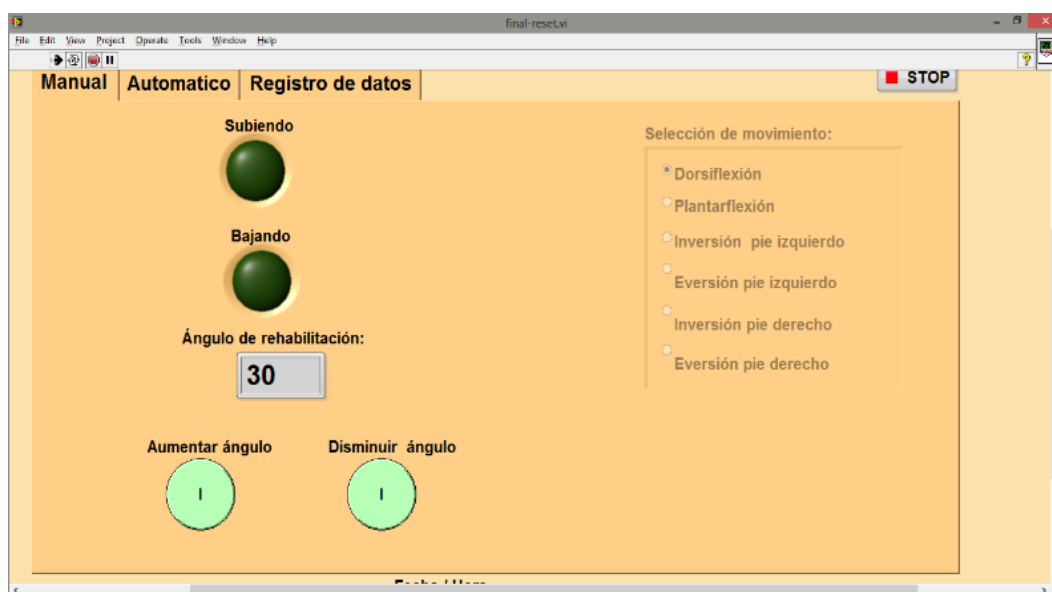 final-reset.vi
File Edit View Project Operate Tools Window Help
Manual Automatico Registro de datos STOP
Subiendo
Selección de movimiento:
Dorsiflexión
Plantarflexión
Bajando
Inversión pie izquierdo
Eversión pie izquierdo
Inversión pie derecho
Ángulo de rehabilitación:
Eversión pie derecho
30
Aumentar ángulo Disminuir ángulo
I I